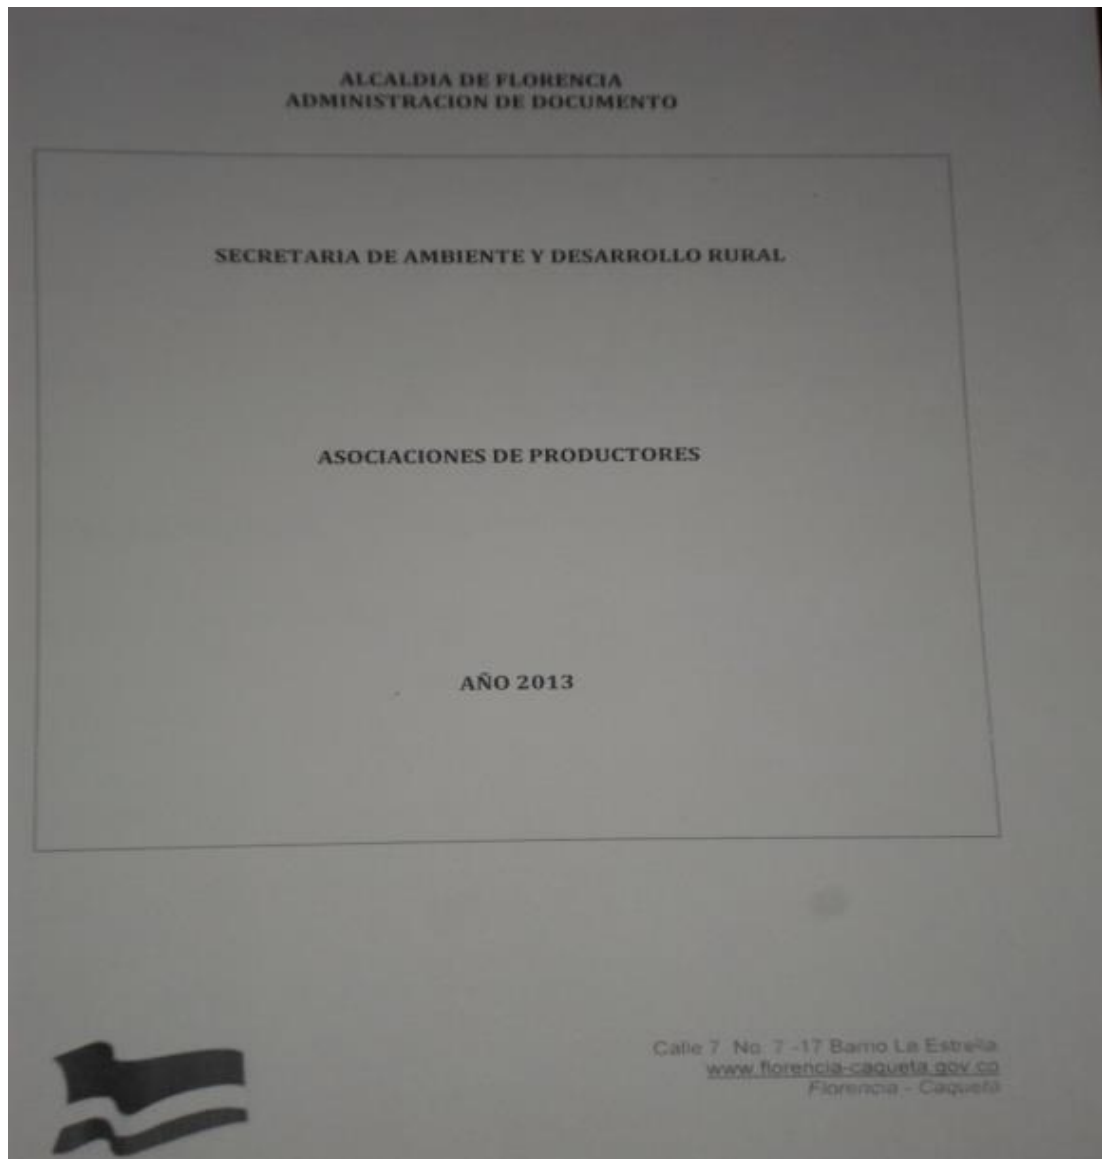 ALCALDIA DE FLORENCIA
ADMINISTRACION DE DOCUMENTO
SECRETARIA DE AMBIENTE Y DESARROLLO RURAL
ASOCIACIONES DE PRODUCTORES
AÑO 2013
Calle 7 No. 7 -17 Barrio La Estrella
www.florencia-caqueta.gov.co
Florencia - Caquetá